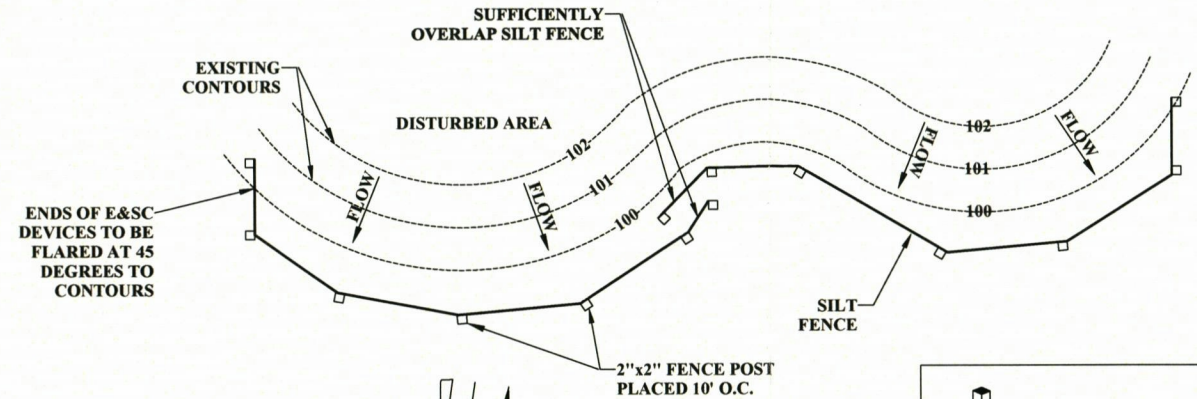 SUFFICIENTLY
OVERLAP SILT FENCE
EXISTING
CONTOURS
DISTURBED AREA
102
101
100
FLOW
FLOW
FLOW
FLOW
102
101
100
ENDS OF E&SC
DEVICES TO BE
FLARED AT 45
DEGREES TO
CONTOURS
SILT
FENCE
2"x2" FENCE POST
PLACED 10' O.C.